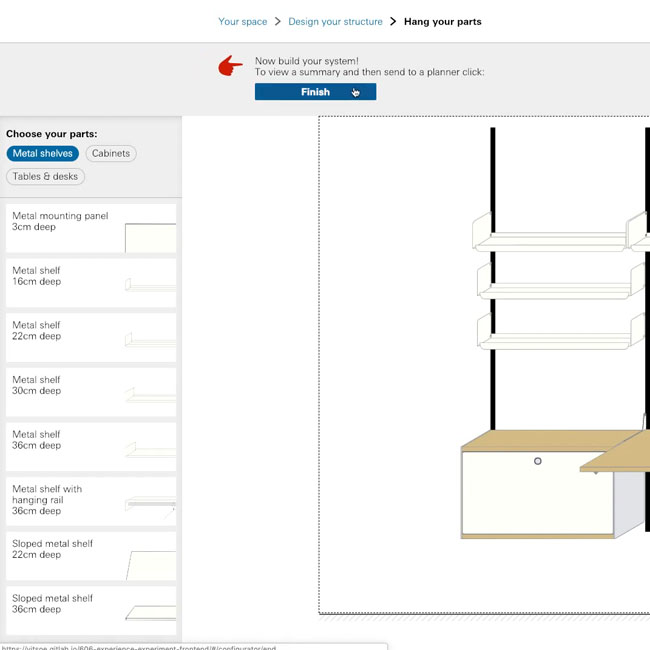 Your space > Design your structure > Hang your parts
Now build your system!
To view a summary and then send to a planner click:
Finish
Choose your parts:
Metal shelves
Cabinets
Tables & desks
Metal mounting panel
3cm deep
Metal shelf
16cm deep
Metal shelf
22cm deep
Metal shelf
30cm deep
Metal shelf
36cm deep
Metal shelf with
hanging rail
36cm deep
Sloped metal shelf
22cm deep
Sloped metal shelf
36cm deep
https://vitsoe.gitlab.io/606-experience-experiment-frontend/#/configurator/end